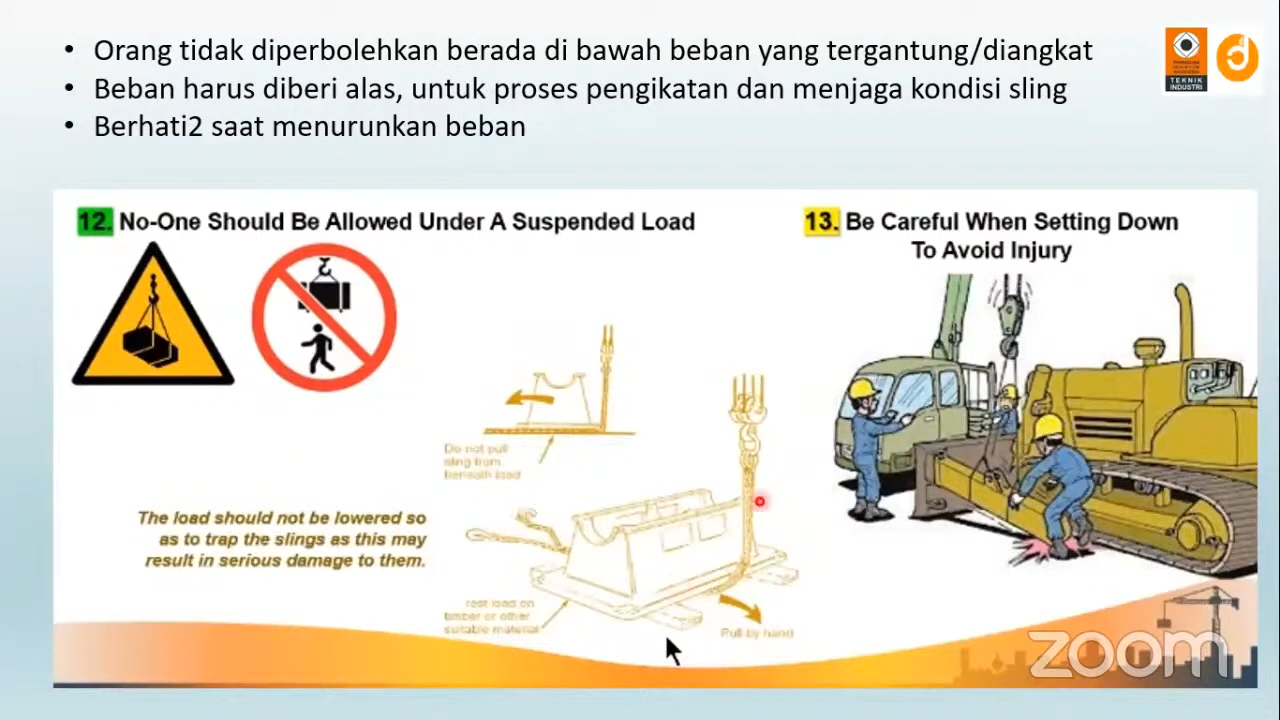 • Orang tidak diperbolehkan berada di bawah beban yang tergantung/diangkat
• Beban harus diberi alas, untuk proses pengikatan dan menjaga kondisi sling
• Berhati2 saat menurunkan beban
TEKNIK
INDUSTRI
12. No-One Should Be Allowed Under A Suspended Load
13. Be Careful When Setting Down
To Avoid Injury
Do not pull
sling from
beneath load
The load should not be lowered so
as to trap the slings as this may
result in serious damage to them.
rest load on
timber or other
suitable material
Pull by hand
zoom